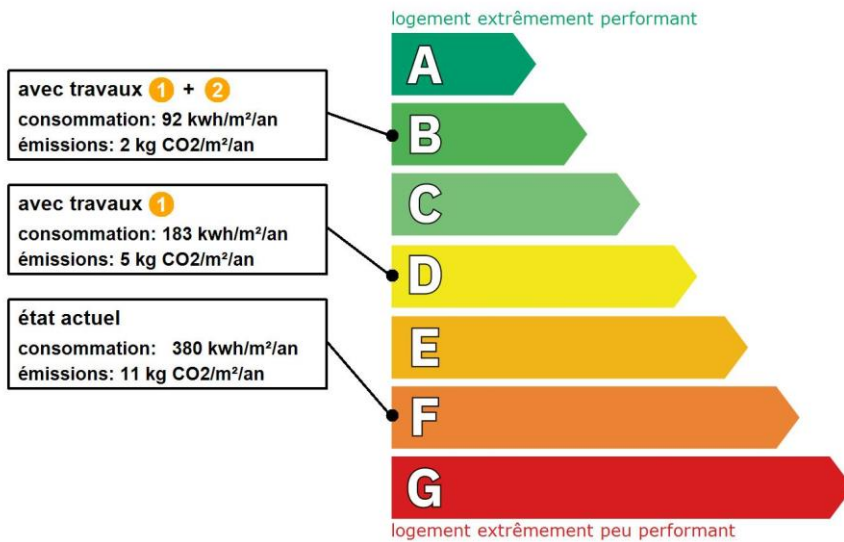 logement extrêmement performant
avec travaux 1 + 2
consommation: 92 kwh/m²/an
émissions: 2 kg CO2/m²/an
avec travaux 1
consommation: 183 kwh/m²/an
émissions: 5 kg CO2/m²/an
état actuel
consommation: 380 kwh/m²/an
émissions: 11 kg CO2/m²/an
A
B
C
D
E
F
G
logement extrêmement peu performant